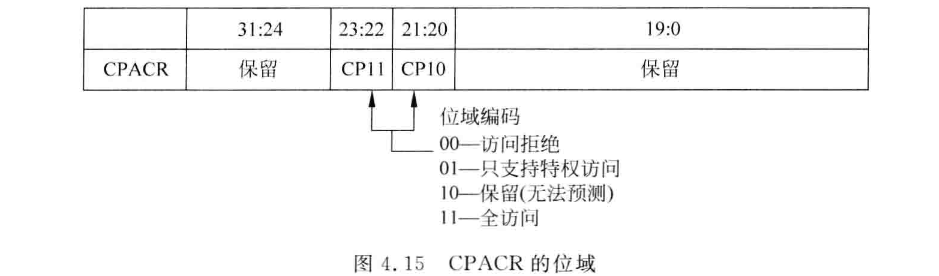 31:24 23:22 21:20 19:0
CPACR 保留 CP11 CP10 保留
位域编码
00—访问拒绝
01—只支持特权访问
10—保留(无法预测)
11—全访问
图 4.15 CPACR 的位域